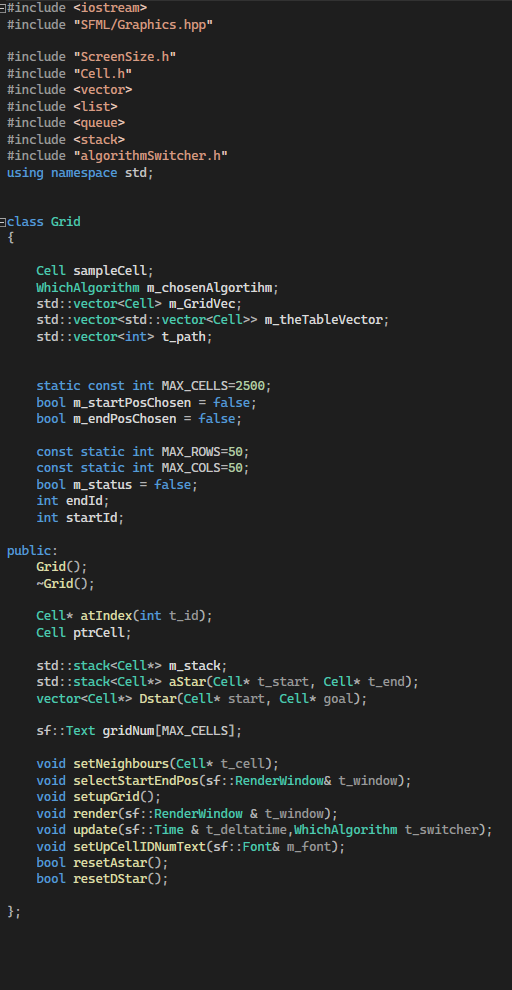 #include <iostream>
#include "SFML/Graphics.hpp"
#include "ScreenSize.h"
#include "Cell.h"
#include <vector>
#include <list>
#include <queue>
#include <stack>
#include "algorithmSwitcher.h"
using namespace std;
class Grid
{
    Cell sampleCell;
    WhichAlgorithm m_chosenAlgortihm;
    std::vector<Cell> m_GridVec;
    std::vector<std::vector<Cell>> m_theTableVector;
    std::vector<int> t_path;
    static const int MAX_CELLS=2500;
    bool m_startPosChosen = false;
    bool m_endPosChosen = false;
    const static int MAX_ROWS=50;
    const static int MAX_COLS=50;
    bool m_status = false;
    int endId;
    int startId;
public:
    Grid();
    ~Grid();
    Cell* atIndex(int t_id);
    Cell ptrCell;
    std::stack<Cell*> m_stack;
    std::stack<Cell*> aStar(Cell* t_start, Cell* t_end);
    vector<Cell*> Dstar(Cell* start, Cell* goal);
    sf::Text gridNum[MAX_CELLS];
    void setNeighbours(Cell* t_cell);
    void selectStartEndPos(sf::RenderWindow& t_window);
    void setupGrid();
    void render(sf::RenderWindow & t_window);
    void update(sf::Time & t_deltatime,WhichAlgorithm t_switcher);
    void setUpCellIDNumText(sf::Font& m_font);
    bool resetAstar();
    bool resetDStar();
};